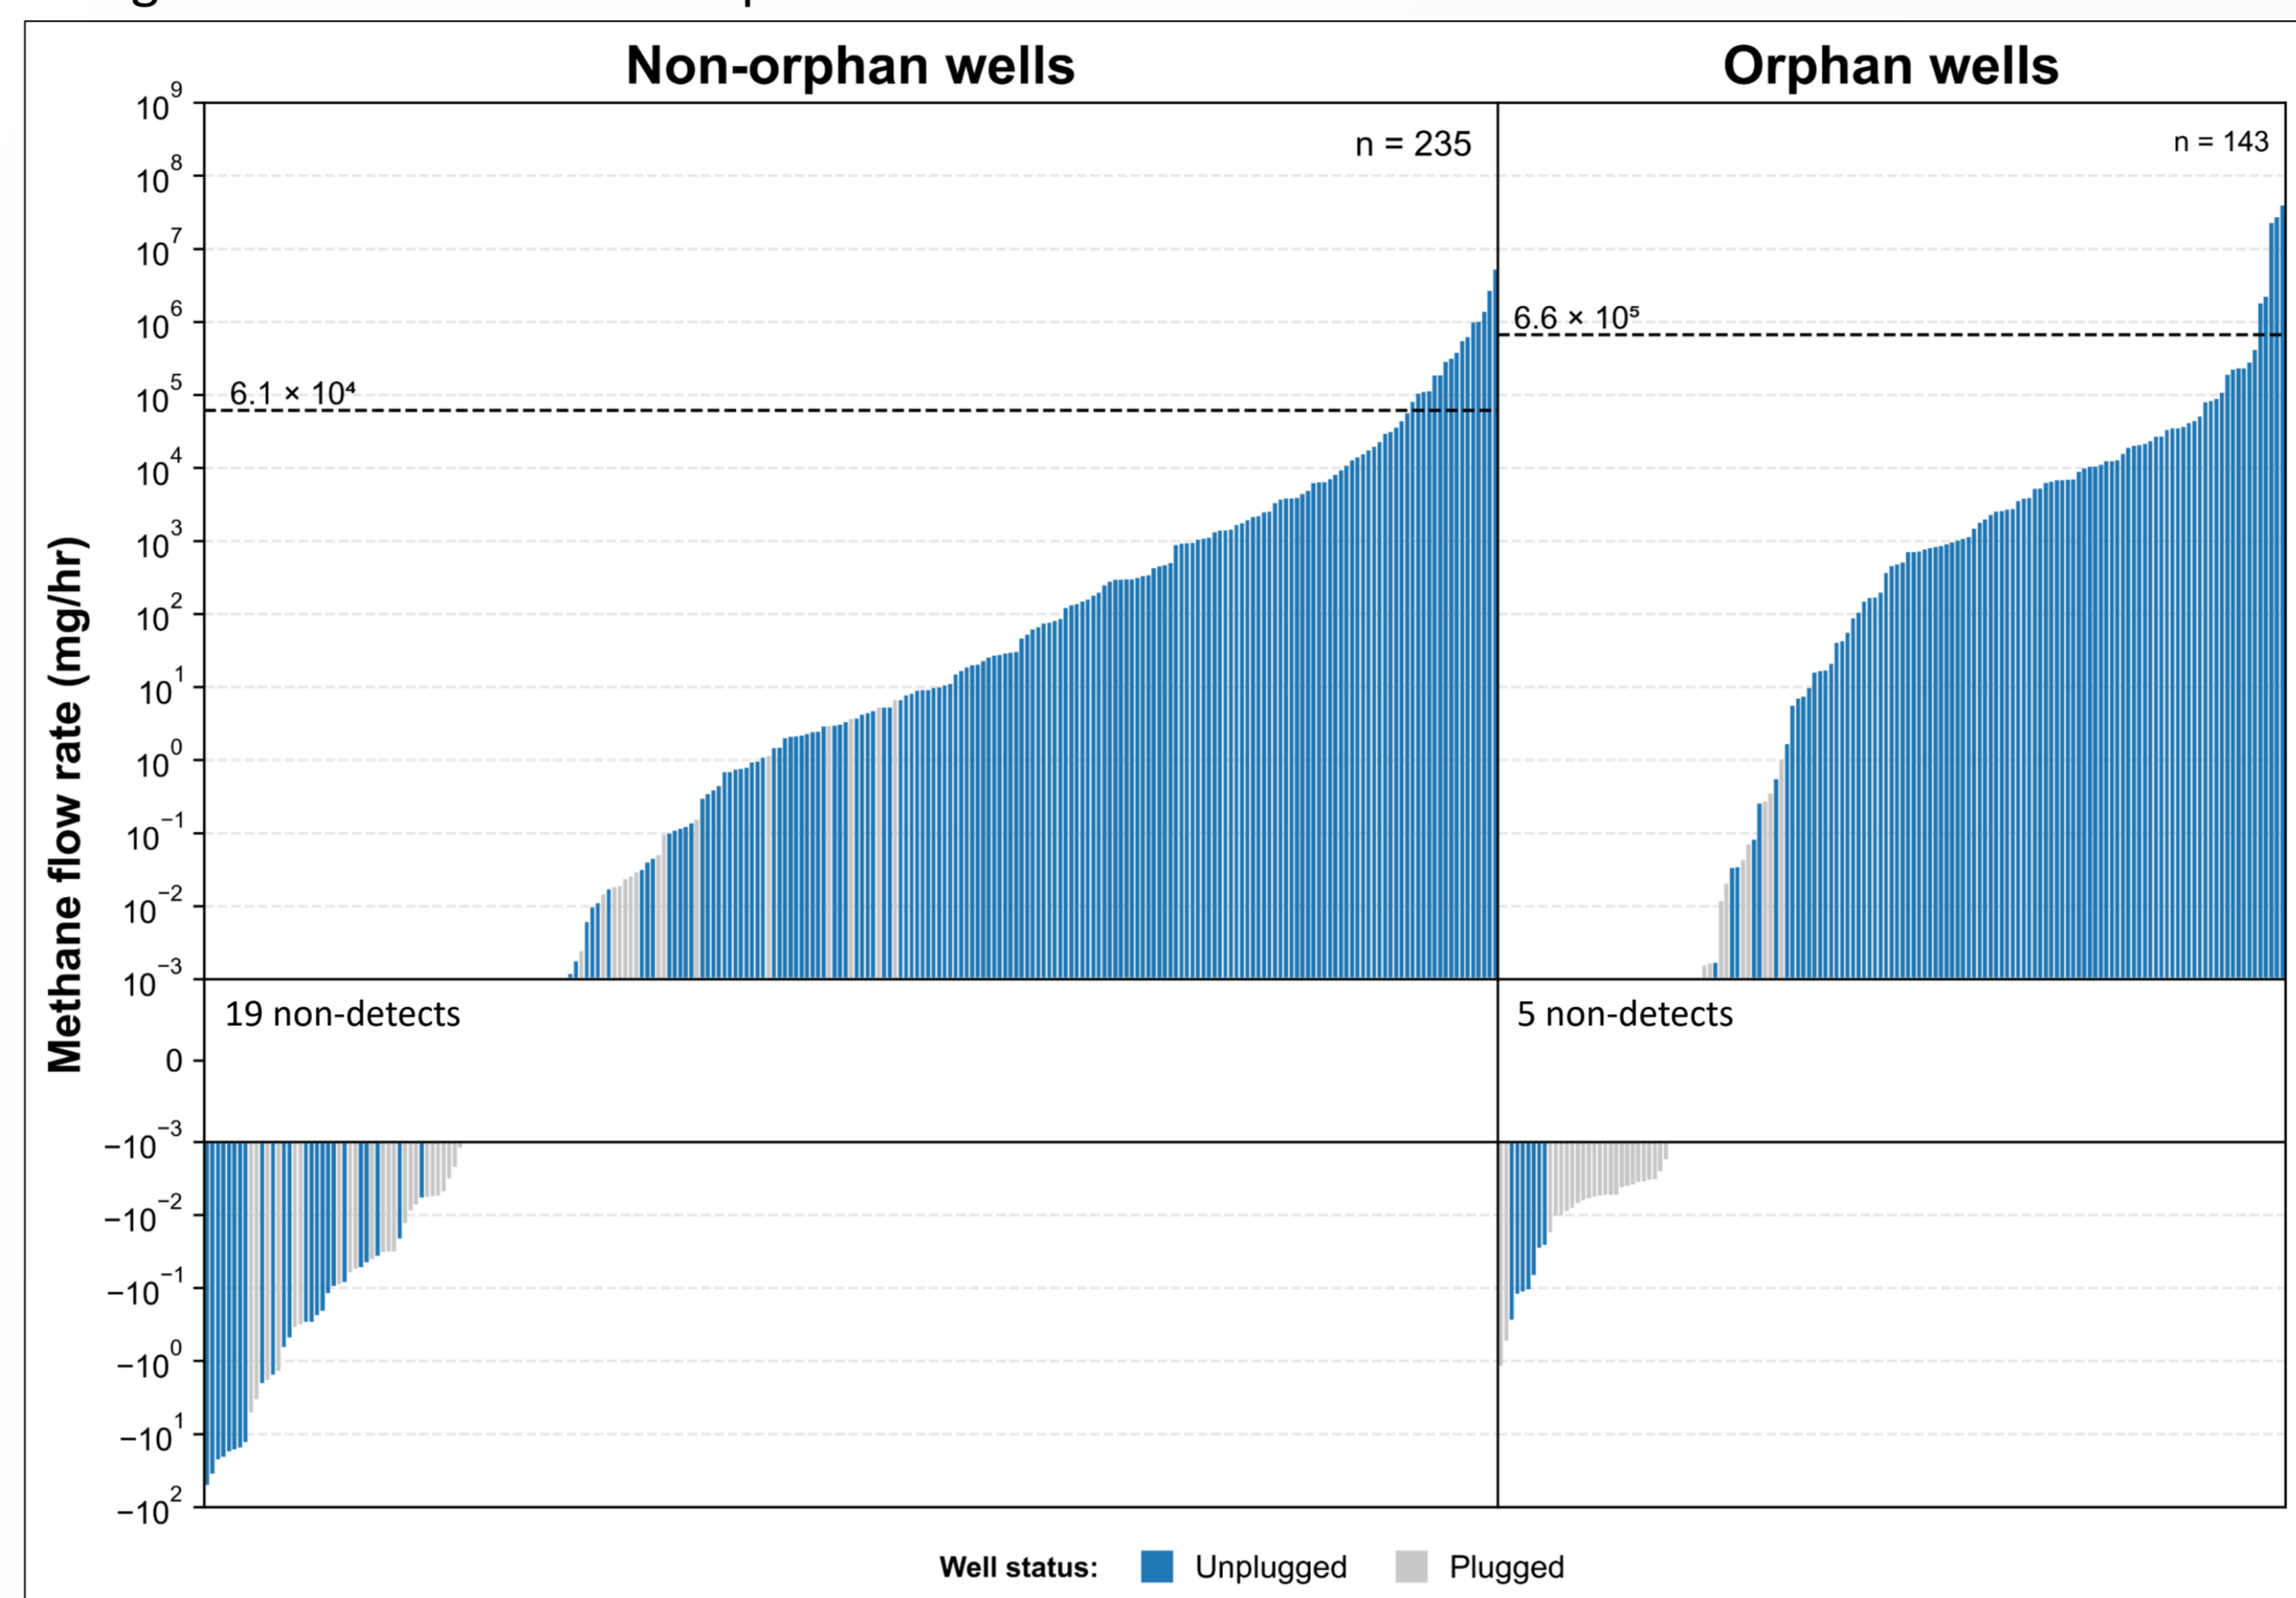 Non-orphan wells
Orphan wells
n = 235
n = 143
10⁹
10⁸
10⁷
10⁶
10⁵
10⁴
10³
10²
10¹
10⁰
10⁻¹
10⁻²
10⁻³
0
−10⁻³
−10⁻²
−10⁻¹
−10⁰
−10¹
−10²
Methane flow rate (mg/hr)
6.1 × 10⁴
6.6 × 10⁵
19 non-detects
5 non-detects
Well status: Unplugged Plugged